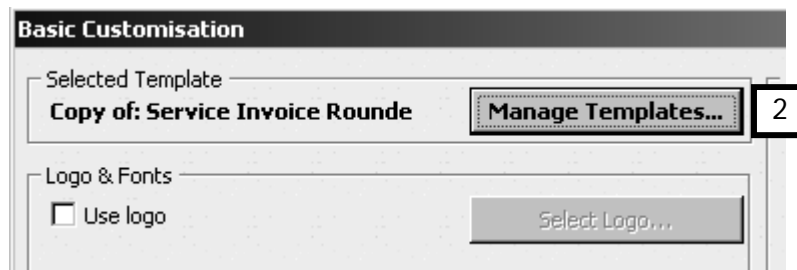 Basic Customisation
Selected Template
Copy of: Service Invoice Rounde
Manage Templates...
2
Logo & Fonts
Use logo
Select Logo...